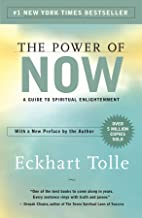 #1 NEW YORK TIMES BESTSELLER
THE POWER OF
NOW
A GUIDE TO SPIRITUAL ENLIGHTENMENT
With a New Preface by the Author
OVER
5 MILLION
COPIES
SOLD
Eckhart Tolle
"One of the best books to come along in years.
Every sentence rings with truth and power."
— Deepak Chopra, author of The Seven Spiritual Laws of Success